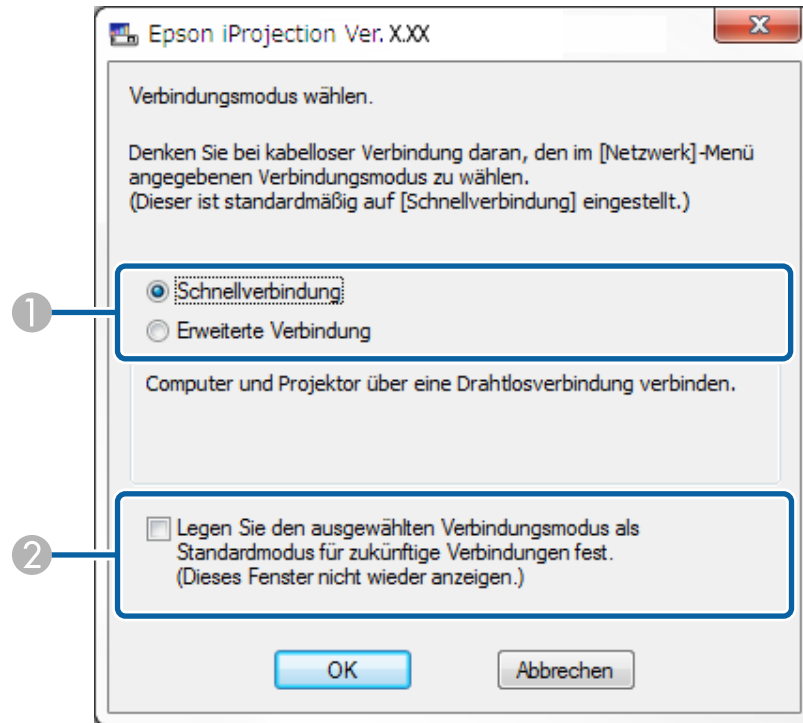 Epson iProjection Ver. X.XX
Verbindungsmodus wählen.
Denken Sie bei kabelloser Verbindung daran, den im [Netzwerk]-Menü
angegebenen Verbindungsmodus zu wählen.
(Dieser ist standardmäßig auf [Schnellverbindung] eingestellt.)
1
Schnellverbindung
Erweiterte Verbindung
Computer und Projektor über eine Drahtlosverbindung verbinden.
2
Legen Sie den ausgewählten Verbindungsmodus als
Standardmodus für zukünftige Verbindungen fest.
(Dieses Fenster nicht wieder anzeigen.)
OK
Abbrechen